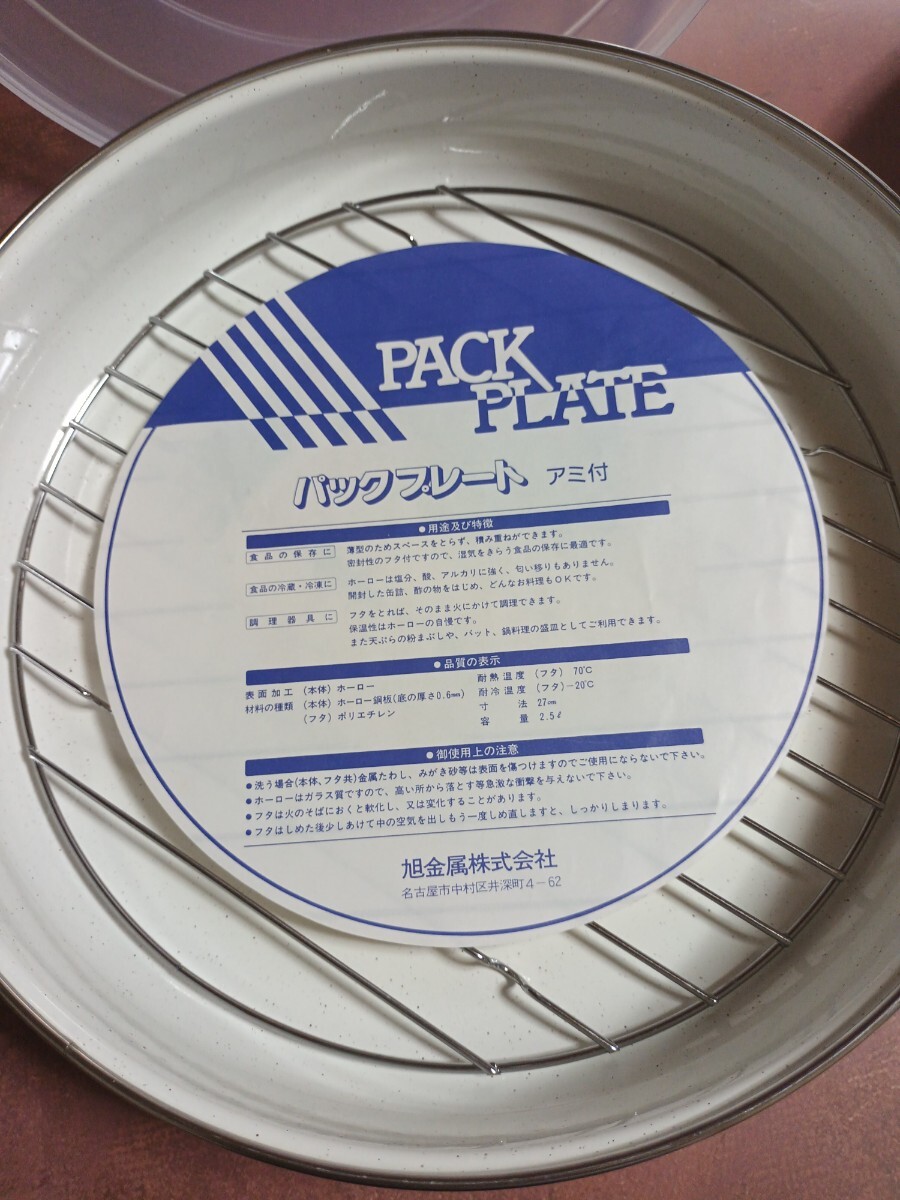 PACK
PLATE
パックプレート アミ付
●用途及び特徴
食品の保存に 薄型のためスペースをとらず、積み重ねができます。
密封性のフタ付ですので、湿気をきらう食品の保存に最適です。
食品の冷蔵・冷凍に ホーローは塩分、酸、アルカリに強く、匂い移りもありません。
開封した缶詰、酢の物をはじめ、どんなお料理もOKです。
調理器具に フタをとれば、そのまま火にかけて調理できます。
保温性はホーローの自慢です。
また天ぷらの粉まぶしや、バット、鍋料理の盛皿としてご利用できます。
●品質の表示
表面加工 (本体) ホーロー
材料の種類 (本体) ホーロー鋼板(底の厚さ0.6mm)
(フタ) ポリエチレン
耐熱温度 (フタ) 70℃
耐冷温度 (フタ) −20℃
寸法 27cm
容量 2.5ℓ
●御使用上の注意
●洗う場合(本体、フタ共)金属たわし、みがき砂等は表面を傷つけますのでご使用にならないで下さい。
●ホーローはガラス質ですので、高い所から落とす等急激な衝撃を与えないで下さい。
●フタは火のそばにおくと軟化し、又は変化することがあります。
●フタはしめた後少しあけて中の空気を出しもう一度しめ直しますと、しっかりしまります。
旭金属株式会社
名古屋市中村区井深町4−62